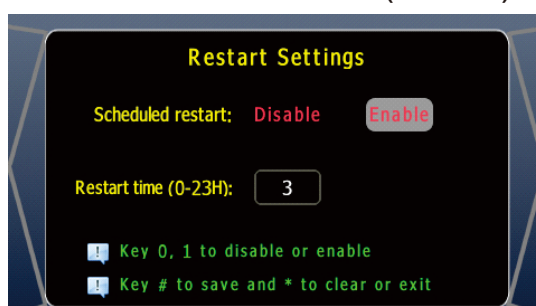 Restart Settings
Scheduled restart: Disable Enable
Restart time (0-23H): 3
Key 0, 1 to disable or enable
Key # to save and * to clear or exit